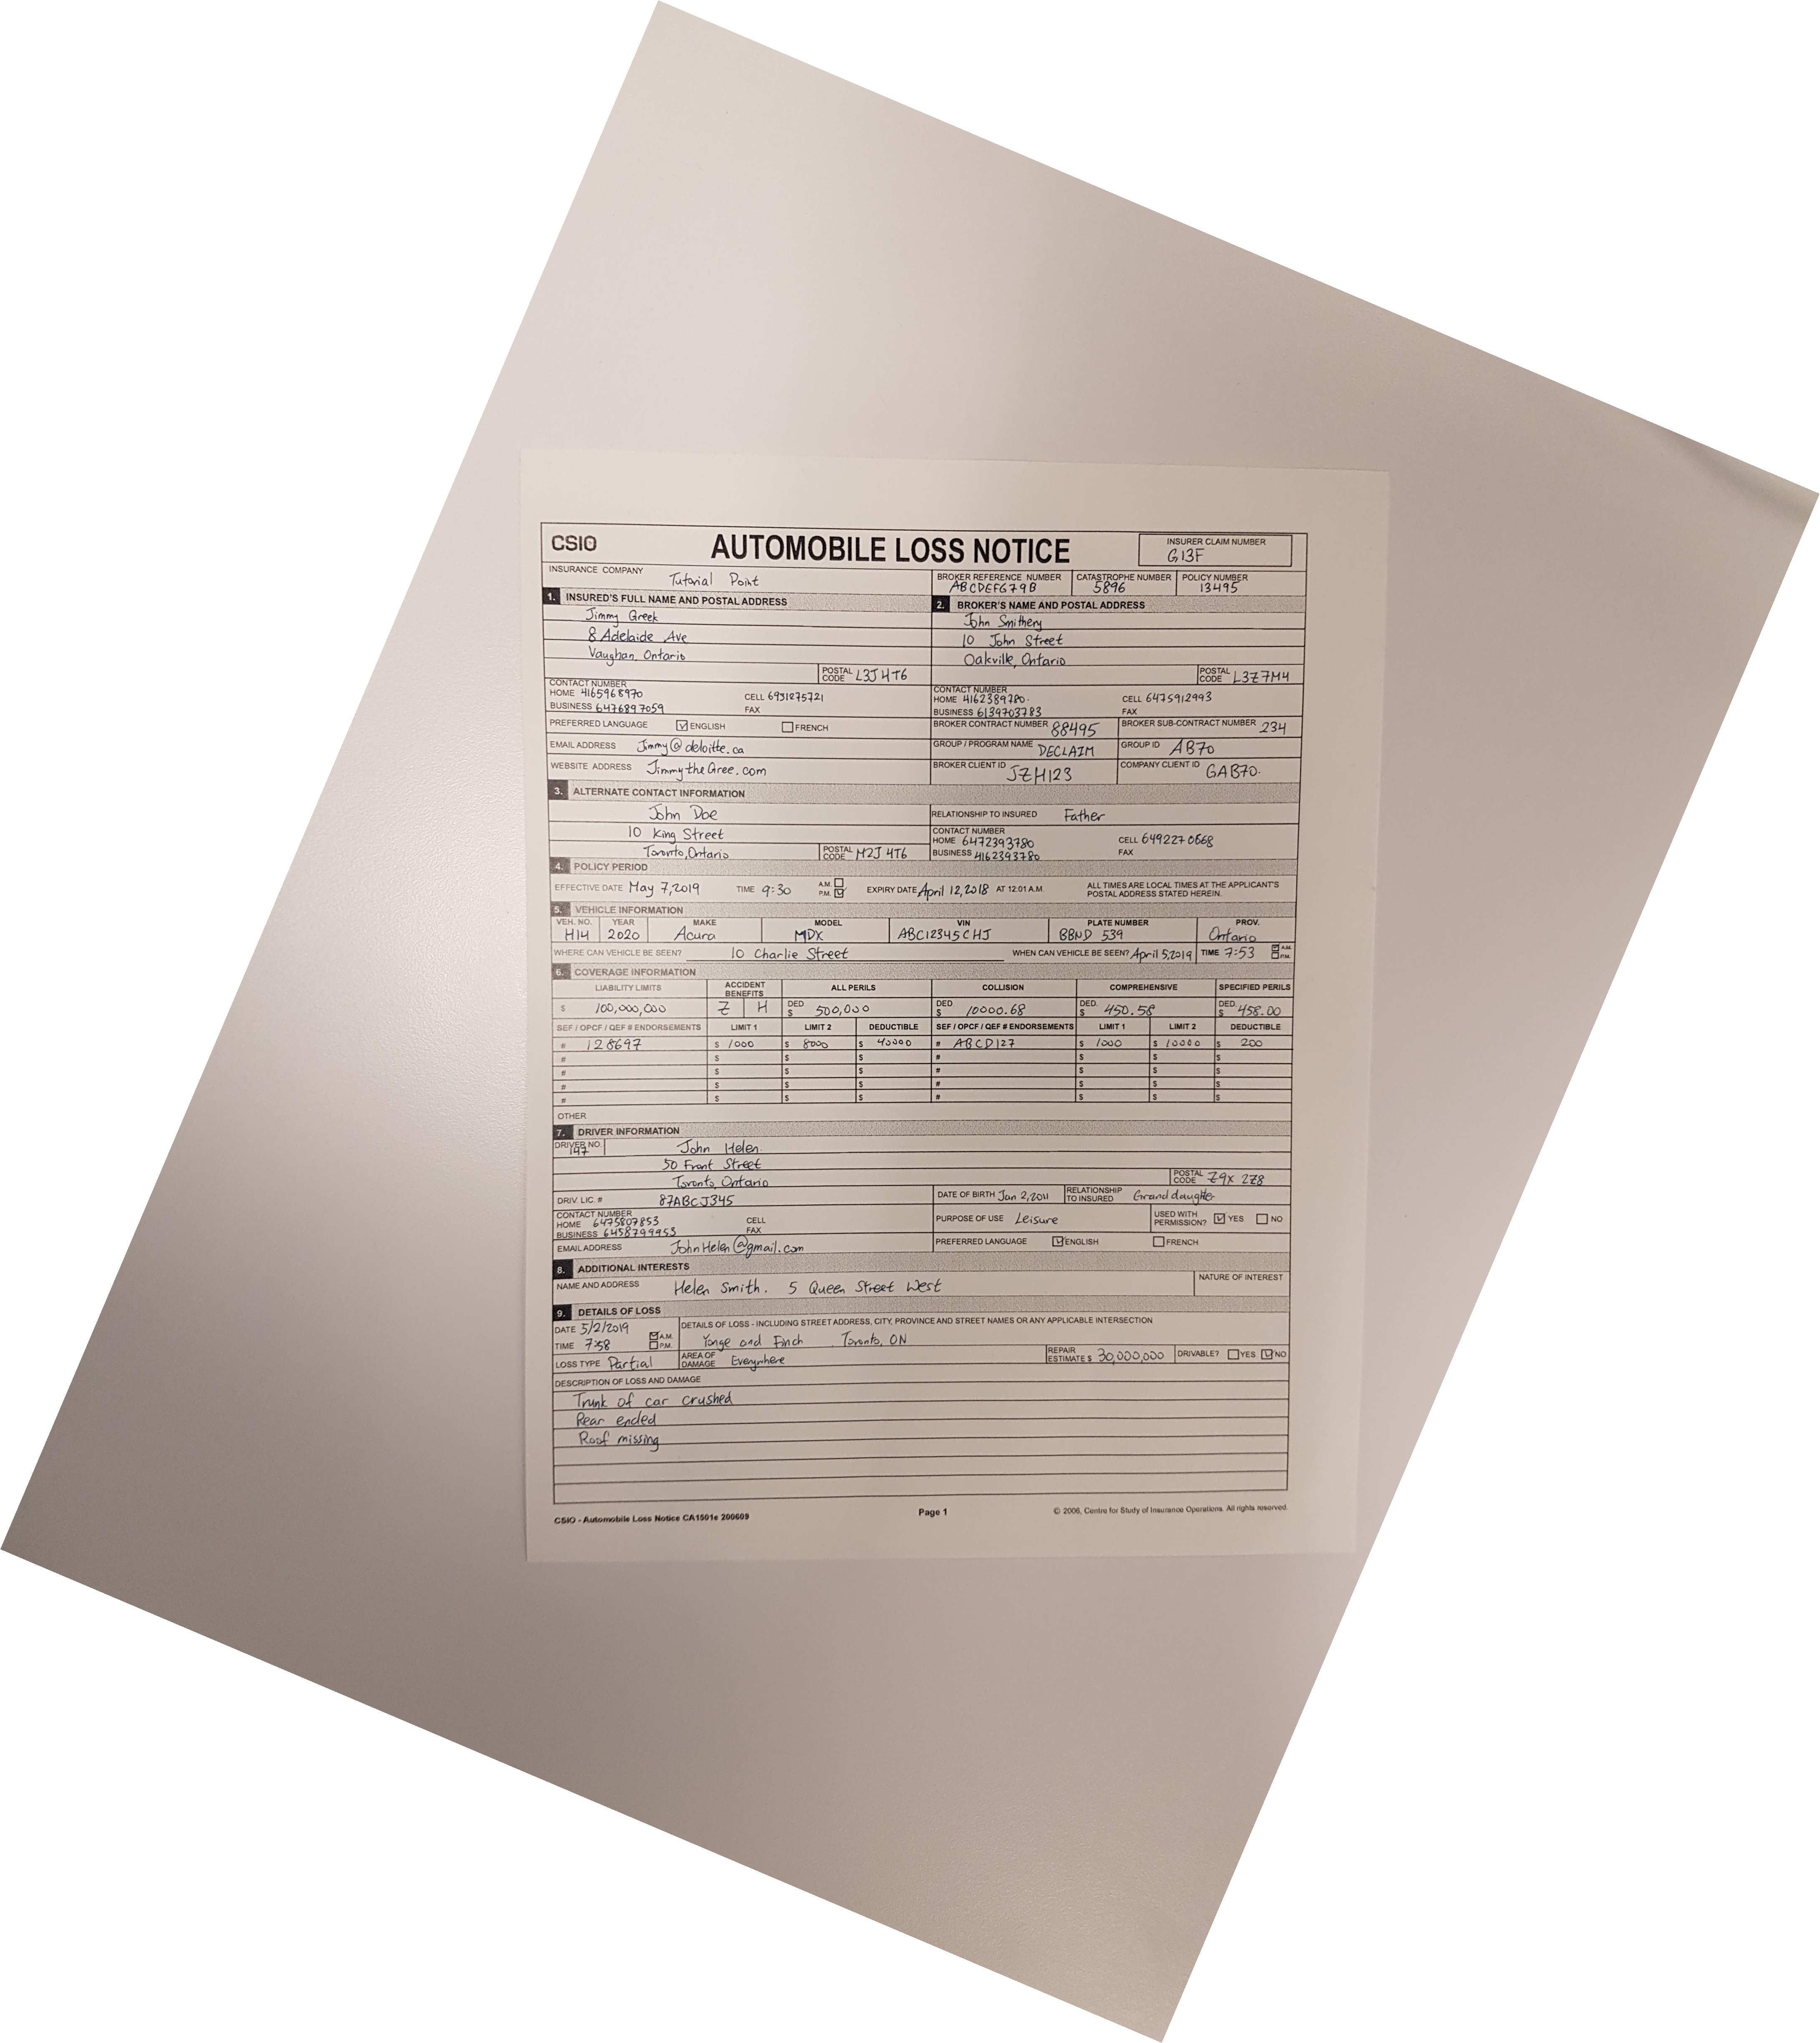 CSIO AUTOMOBILE LOSS NOTICE INSURER CLAIM NUMBER
G13F
INSURANCE COMPANY Tutorial Point BROKER REFERENCE NUMBER CATASTROPHE NUMBER POLICY NUMBER
ABCDEFG79B 5896 13495
1. INSURED'S FULL NAME AND POSTAL ADDRESS 2. BROKER'S NAME AND POSTAL ADDRESS
Jimmy Greek John Smithery
8 Adelaide Ave 10 John Street
Vaughan, Ontario Oakville, Ontario
POSTAL CODE L3J 4T6 POSTAL CODE L3Z7M4
CONTACT NUMBER CONTACT NUMBER
HOME 4165968970 CELL 6931275721 HOME 4162389780 CELL 6475912993
BUSINESS 6476897059 FAX BUSINESS 6139703783 FAX
PREFERRED LANGUAGE ENGLISH FRENCH BROKER CONTRACT NUMBER 88495 BROKER SUB-CONTRACT NUMBER 234
EMAIL ADDRESS Jimmy@deloitte.ca GROUP / PROGRAM NAME DECLAIM GROUP ID AB70
WEBSITE ADDRESS JimmytheGree.com BROKER CLIENT ID JZH123 COMPANY CLIENT ID GAB70.
3. ALTERNATE CONTACT INFORMATION
John Doe RELATIONSHIP TO INSURED Father
10 King Street CONTACT NUMBER
HOME 6472393780 CELL 6492270568
Toronto, Ontario POSTAL CODE M2J 4T6 BUSINESS 4162393780 FAX
4. POLICY PERIOD
EFFECTIVE DATE May 7, 2019 TIME 9:30 A.M. P.M. EXPIRY DATE April 12, 2018 AT 12:01 A.M. ALL TIMES ARE LOCAL TIMES AT THE APPLICANT'S POSTAL ADDRESS STATED HEREIN.
5. VEHICLE INFORMATION
VEH. NO. YEAR MAKE MODEL VIN PLATE NUMBER PROV.
H14 2020 Acura MDX ABC12345CHJ BBND 539 Ontario
WHERE CAN VEHICLE BE SEEN? 10 Charlie Street WHEN CAN VEHICLE BE SEEN? April 5, 2019 TIME 7:53 A.M. P.M.
6. COVERAGE INFORMATION
LIABILITY LIMITS ACCIDENT BENEFITS ALL PERILS COLLISION COMPREHENSIVE SPECIFIED PERILS
$ 100,000,000 Z H DED $ 500,000 DED $ 10000.68 DED. $ 450.58 DED. $ 458.00
SEF / OPCF / QEF # ENDORSEMENTS LIMIT 1 LIMIT 2 DEDUCTIBLE SEF / OPCF / QEF # ENDORSEMENTS LIMIT 1 LIMIT 2 DEDUCTIBLE
# 128697 $ 1000 $ 8000 $ 40000 # ABCD127 $ 1000 $ 10000 $ 200
# $ $ $ # $ $ $
# $ $ $ # $ $ $
# $ $ $ # $ $ $
# $ $ $ # $ $ $
OTHER
7. DRIVER INFORMATION
DRIVER NO. 147 John Helen
50 Front Street
Toronto, Ontario POSTAL CODE Z9X 2Z8
DRIV. LIC. # 87ABCJ345 DATE OF BIRTH Jan 2, 2011 RELATIONSHIP TO INSURED Grand daughter
CONTACT NUMBER
HOME 6475807853 CELL PURPOSE OF USE Leisure USED WITH PERMISSION? YES NO
BUSINESS 6458799953 FAX
EMAIL ADDRESS JohnHelen@gmail.com PREFERRED LANGUAGE ENGLISH FRENCH
8. ADDITIONAL INTERESTS
NAME AND ADDRESS Helen Smith. 5 Queen Street West NATURE OF INTEREST
9. DETAILS OF LOSS
DATE 5/2/2019 DETAILS OF LOSS - INCLUDING STREET ADDRESS, CITY, PROVINCE AND STREET NAMES OR ANY APPLICABLE INTERSECTION
TIME 7:58 A.M. P.M. Yonge and Finch Toronto, ON
LOSS TYPE Partial AREA OF DAMAGE Everywhere REPAIR ESTIMATE $ 30,000,000 DRIVABLE? YES NO
DESCRIPTION OF LOSS AND DAMAGE
Trunk of car crushed
Rear ended
Roof missing
CSIO - Automobile Loss Notice CA1501e 200609 Page 1 © 2006, Centre for Study of Insurance Operations. All rights reserved.